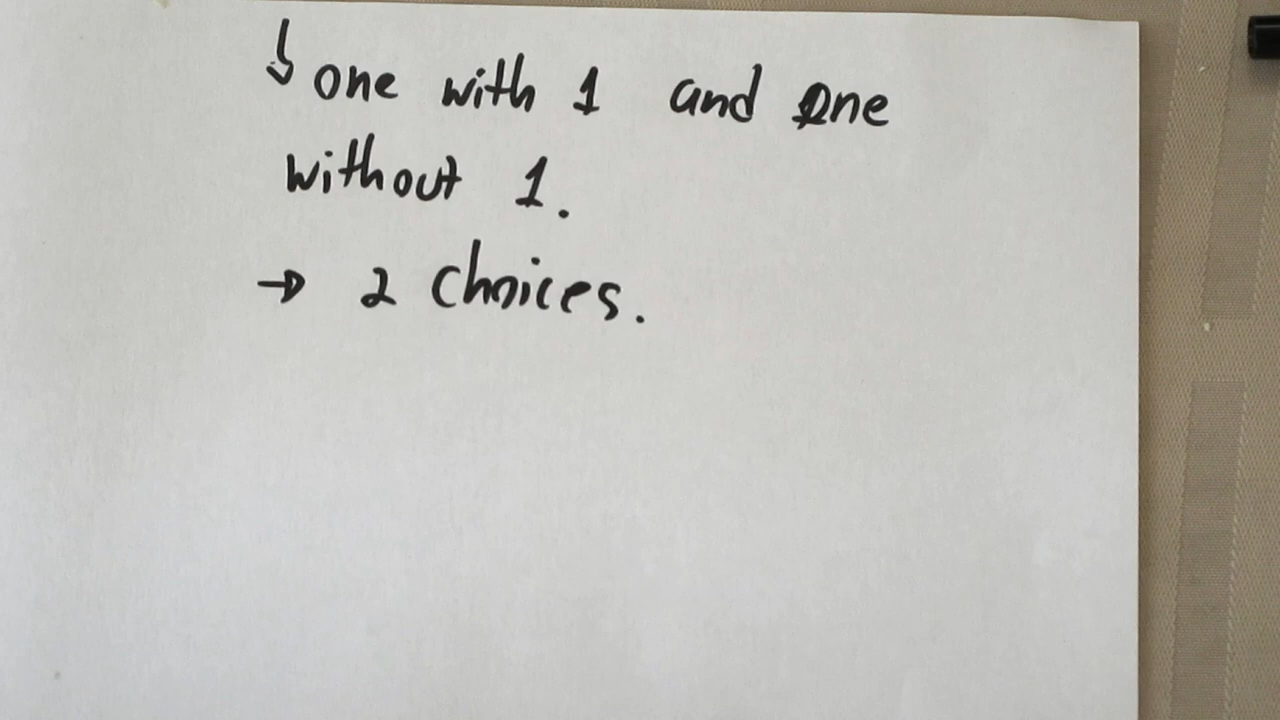 ↳ one with 1 and one
without 1.
→ 2 choices.